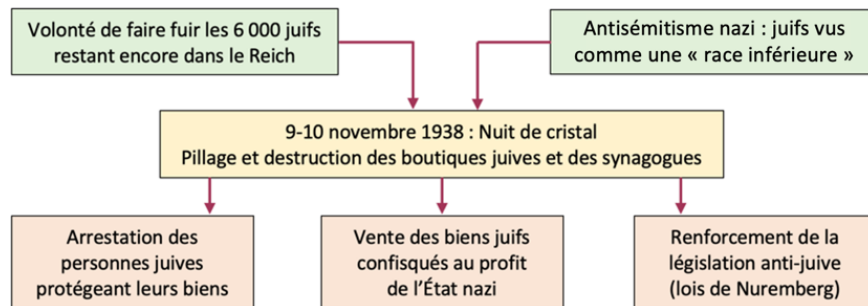 Volonté de faire fuir les 6 000 juifs
restant encore dans le Reich
Antisémitisme nazi : juifs vus
comme une « race inférieure »
9-10 novembre 1938 : Nuit de cristal
Pillage et destruction des boutiques juives et des synagogues
Arrestation des
personnes juives
protégeant leurs biens
Vente des biens juifs
confisqués au profit
de l’État nazi
Renforcement de la
législation anti-juive
(lois de Nuremberg)